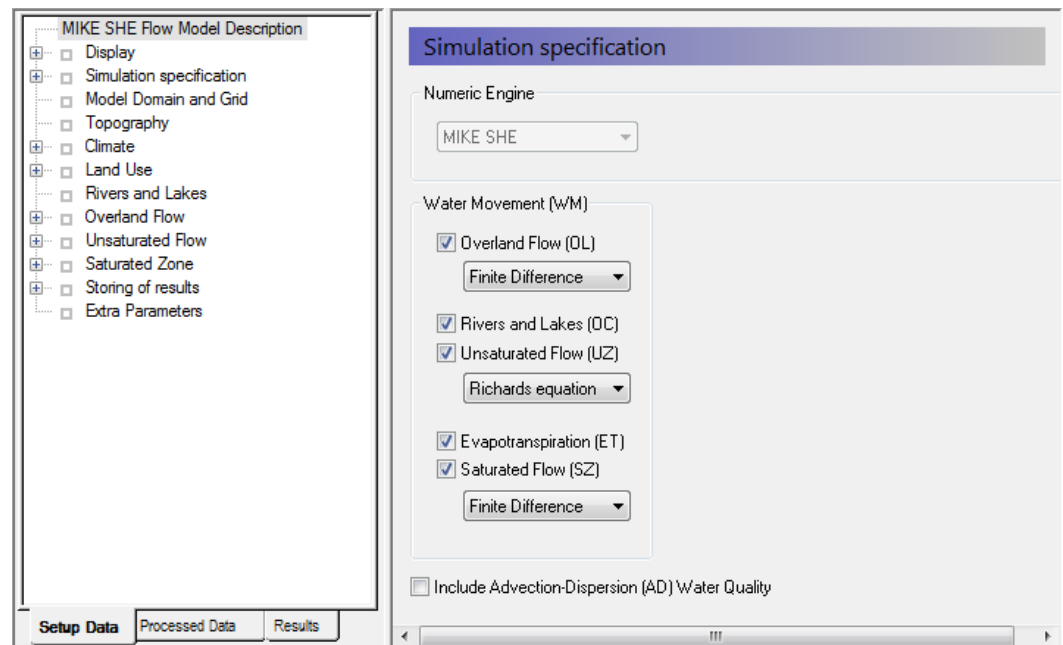 MIKE SHE Flow Model Description
Display
Simulation specification
Model Domain and Grid
Topography
Climate
Land Use
Rivers and Lakes
Overland Flow
Unsaturated Flow
Saturated Zone
Storing of results
Extra Parameters
Setup Data
Processed Data
Results
Simulation specification
Numeric Engine
MIKE SHE
Water Movement (WM)
Overland Flow (OL)
Finite Difference
Rivers and Lakes (OC)
Unsaturated Flow (UZ)
Richards equation
Evapotranspiration (ET)
Saturated Flow (SZ)
Finite Difference
Include Advection-Dispersion (AD) Water Quality